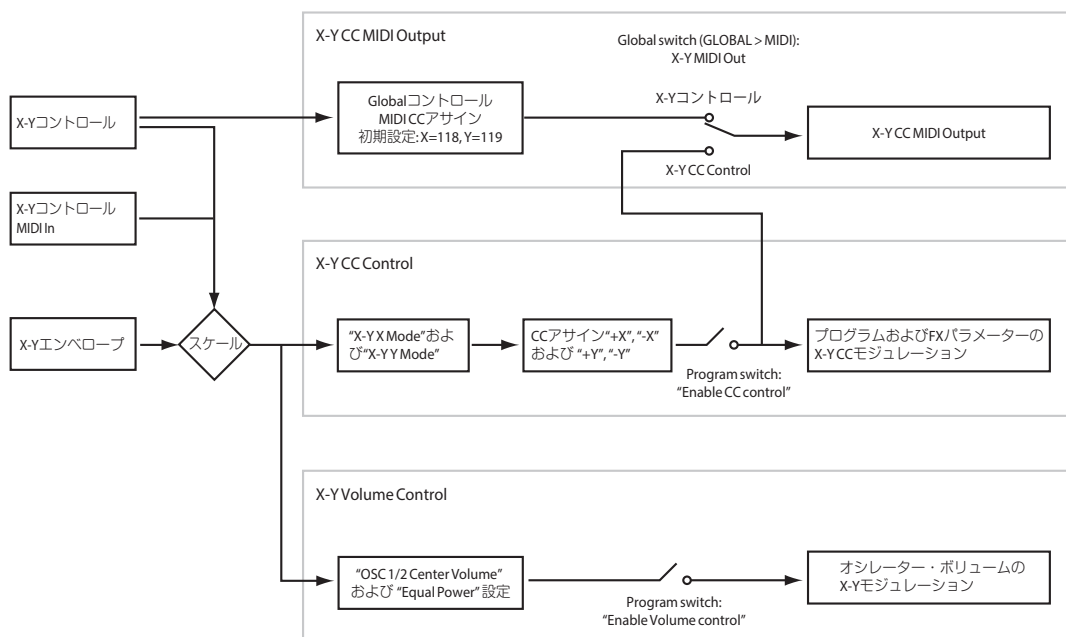 X-Y CC MIDI Output
Global switch (GLOBAL > MIDI):
X-Y MIDI Out
X-Yコントロール
Globalコントロール
MIDI CCアサイン
初期設定: X=118, Y=119
X-Yコントロール
X-Y CC MIDI Output
X-Y CC Control
X-Yコントロール
MIDI In
X-Y CC Control
X-Yエンベロープ
スケール
“X-Y X Mode”およ
び“X-Y Y Mode”
CCアサイン“+X”, “-X”
および “+Y”, “-Y”
プログラムおよびFXパラメーターの
X-Y CCモジュレーション
Program switch:
“Enable CC control”
X-Y Volume Control
“OSC 1/2 Center Volume”
および “Equal Power” 設定
オシレーター・ボリュームの
X-Yモジュレーション
Program switch:
“Enable Volume control”